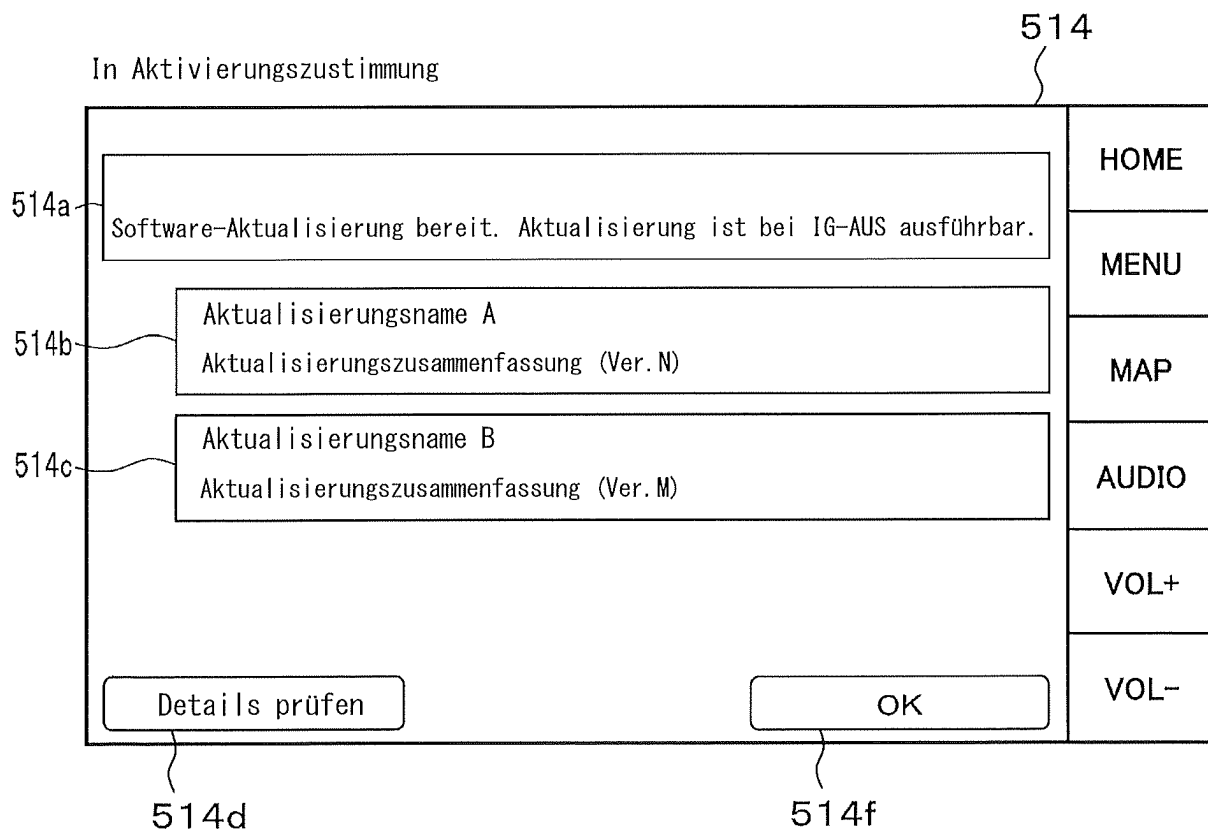 514
In Aktivierungszustimmung
HOME
514a
Software-Aktualisierung bereit. Aktualisierung ist bei IG-AUS ausführbar.
MENU
514b
Aktualisierungsname A
Aktualisierungszusammenfassung (Ver.N)
MAP
514c
Aktualisierungsname B
Aktualisierungszusammenfassung (Ver.M)
AUDIO
VOL+
Details prüfen
OK
VOL-
514d
514f